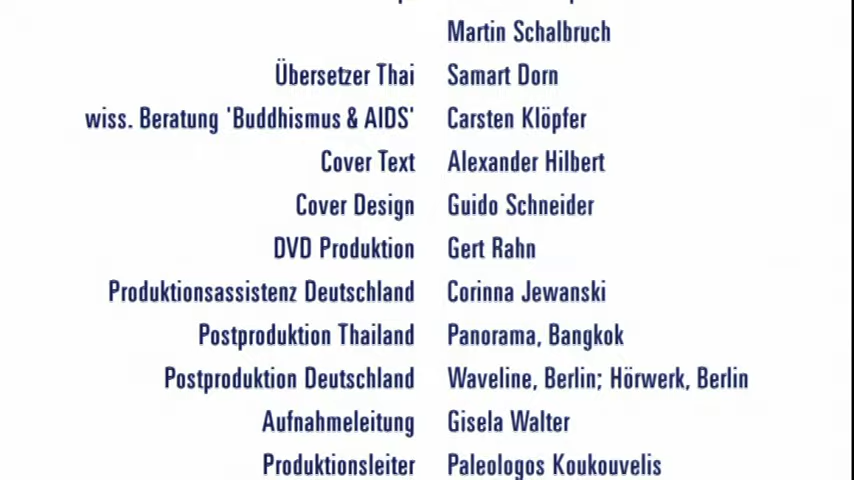 Martin Schalbruch
Übersetzer Thai Samart Dorn
wiss. Beratung 'Buddhismus & AIDS' Carsten Klöpfer
Cover Text Alexander Hilbert
Cover Design Guido Schneider
DVD Produktion Gert Rahn
Produktionsassistenz Deutschland Corinna Jewanski
Postproduktion Thailand Panorama, Bangkok
Postproduktion Deutschland Waveline, Berlin; Hörwerk, Berlin
Aufnahmeleitung Gisela Walter
Produktionsleiter Paleologos Koukouvelis